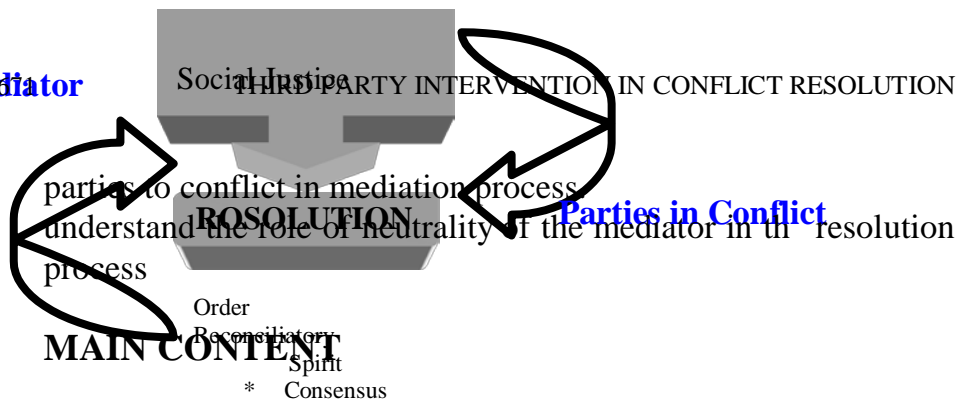 diator
Social Justice
THIRD PARTY INTERVENTION IN CONFLICT RESOLUTION
parties to conflict in mediation process.
ROSOLUTION
Parties in Conflict
understand the role of neutrality of the mediator in th resolution
process
Order
Reconciliatory
MAIN CONTENT
Spirit
* Consensus